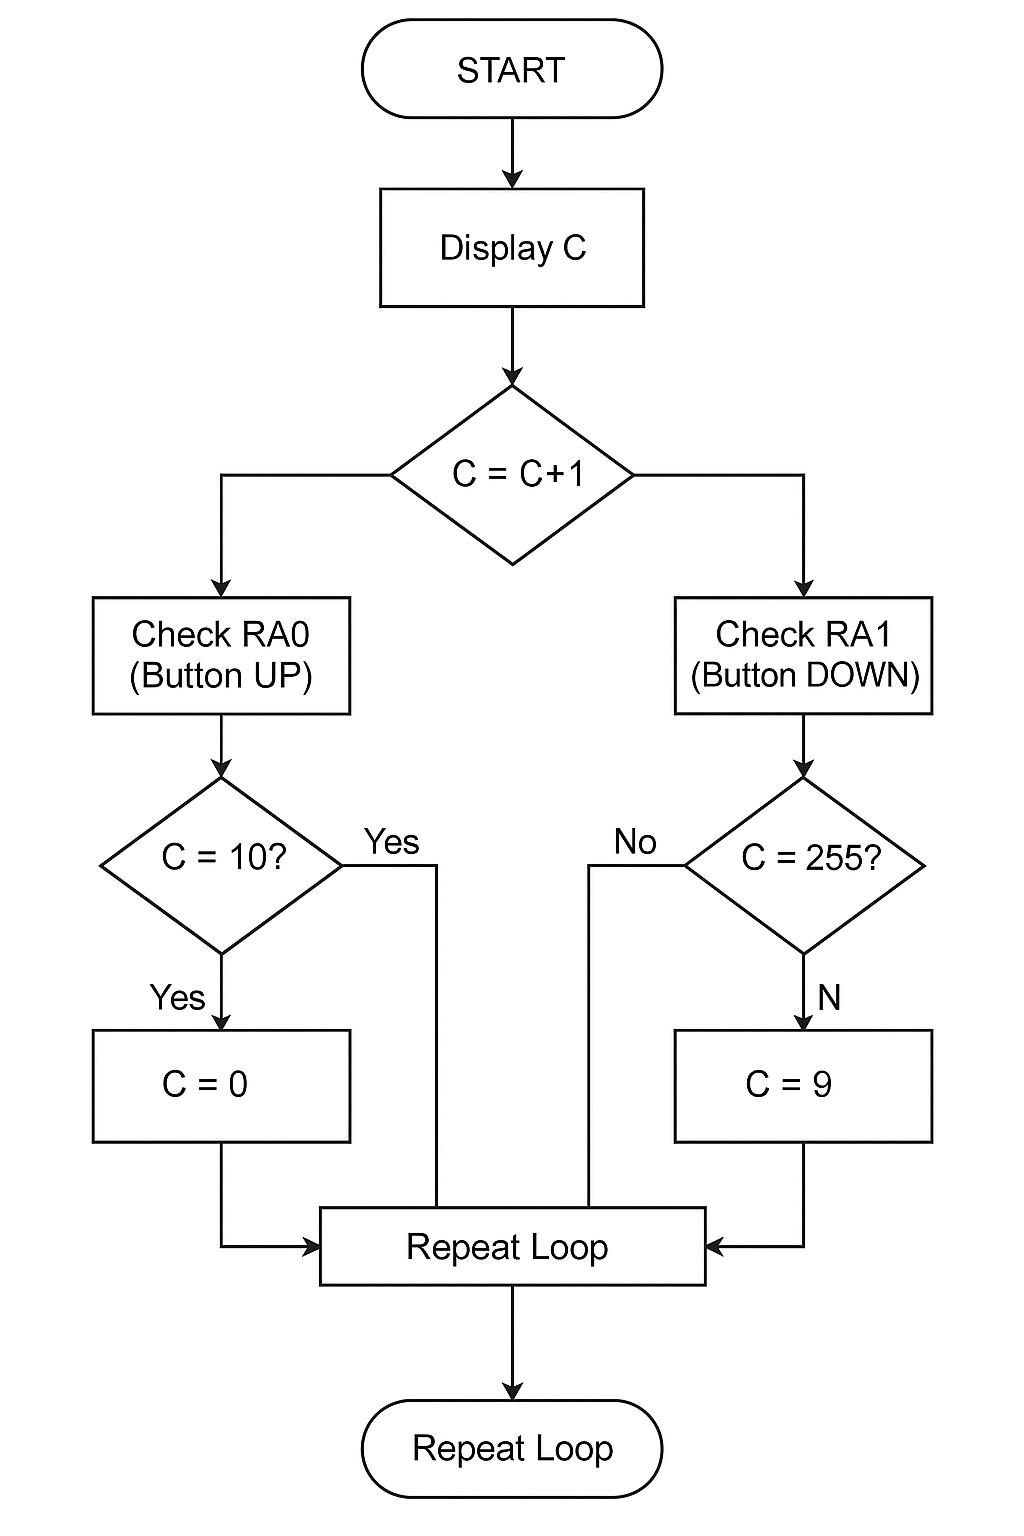 START
Display C
C = C+1
Check RA0
(Button UP)
Check RA1
(Button DOWN)
C = 10?
Yes
No
C = 255?
Yes
N
C = 0
C = 9
Repeat Loop
Repeat Loop